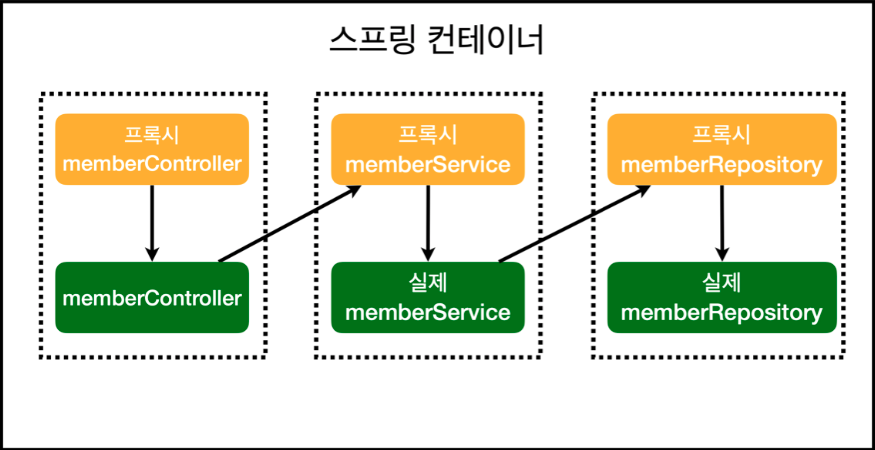 스프링 컨테이너
프록시
memberController
프록시
memberService
프록시
memberRepository
memberController
실제
memberService
실제
memberRepository